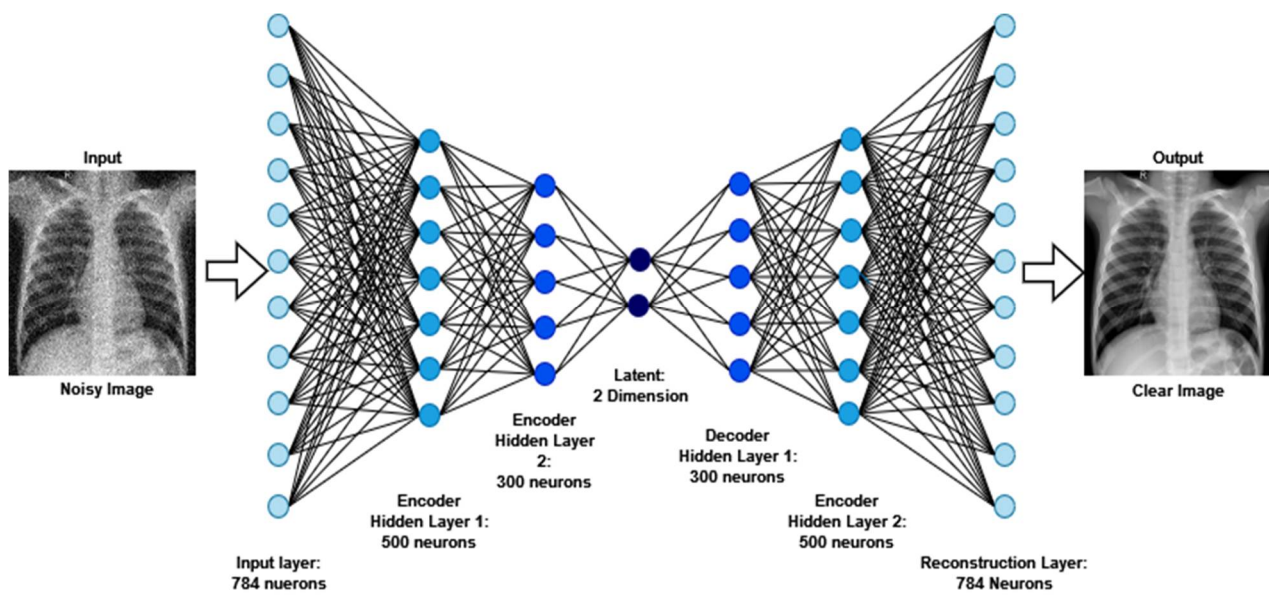 Input
R
Noisy Image
Input layer:
784 nuerons
Encoder
Hidden Layer 1:
500 neurons
Encoder
Hidden Layer
2:
300 neurons
Latent:
2 Dimension
Decoder
Hidden Layer 1:
300 neurons
Encoder
Hidden Layer 2:
500 neurons
Reconstruction Layer:
784 Neurons
Output
R
Clear Image